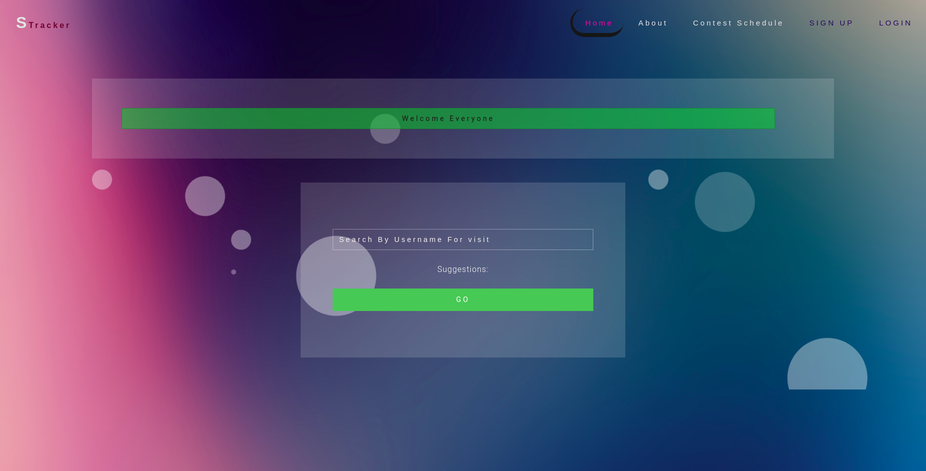 STracker
Home About Contest Schedule SIGN UP LOGIN
Welcome Everyone
Search By Username For visit
Suggestions:
GO